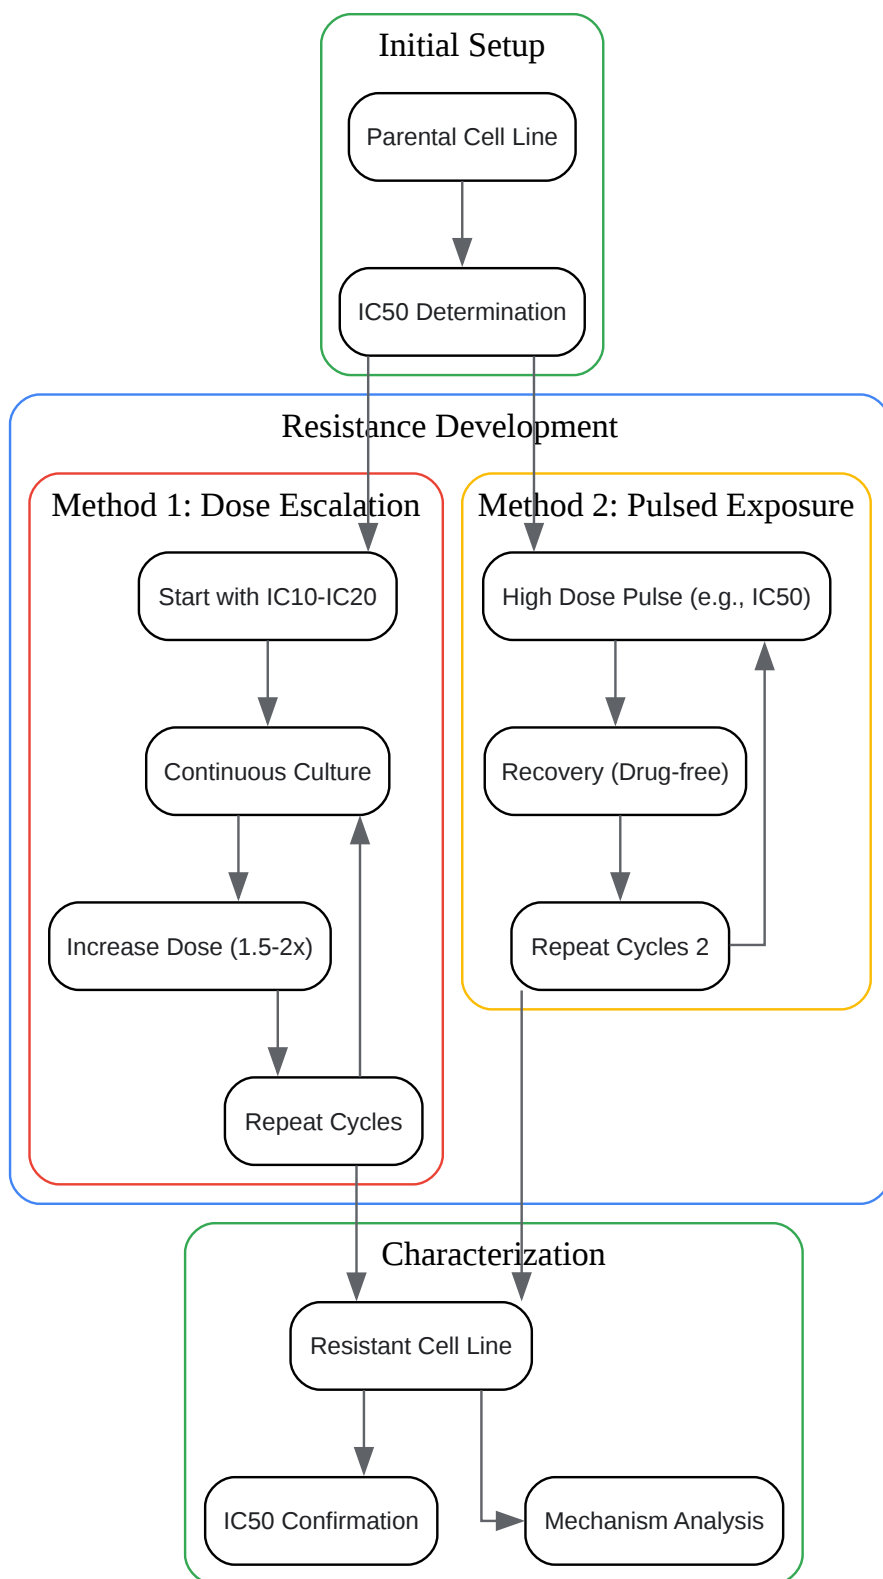 Initial Setup
Parental Cell Line
IC50 Determination
Resistance Development
Method 1: Dose Escalation
Start with IC10-IC20
Continuous Culture
Increase Dose (1.5-2x)
Repeat Cycles
Method 2: Pulsed Exposure
High Dose Pulse (e.g., IC50)
Recovery (Drug-free)
Repeat Cycles 2
Characterization
Resistant Cell Line
IC50 Confirmation
Mechanism Analysis